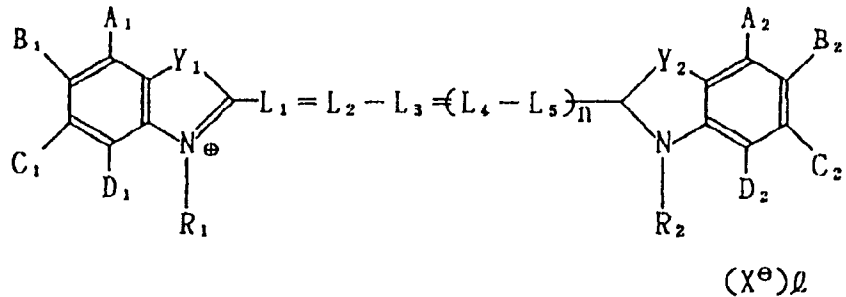 A₁ A₂
B₁ Y₁ Y₂ B₂
L₁ = L₂ − L₃ =(L₄ − L₅)n
N⊕ N
C₁ D₁ D₂ C₂
R₁ R₂
(X⊖)ℓ